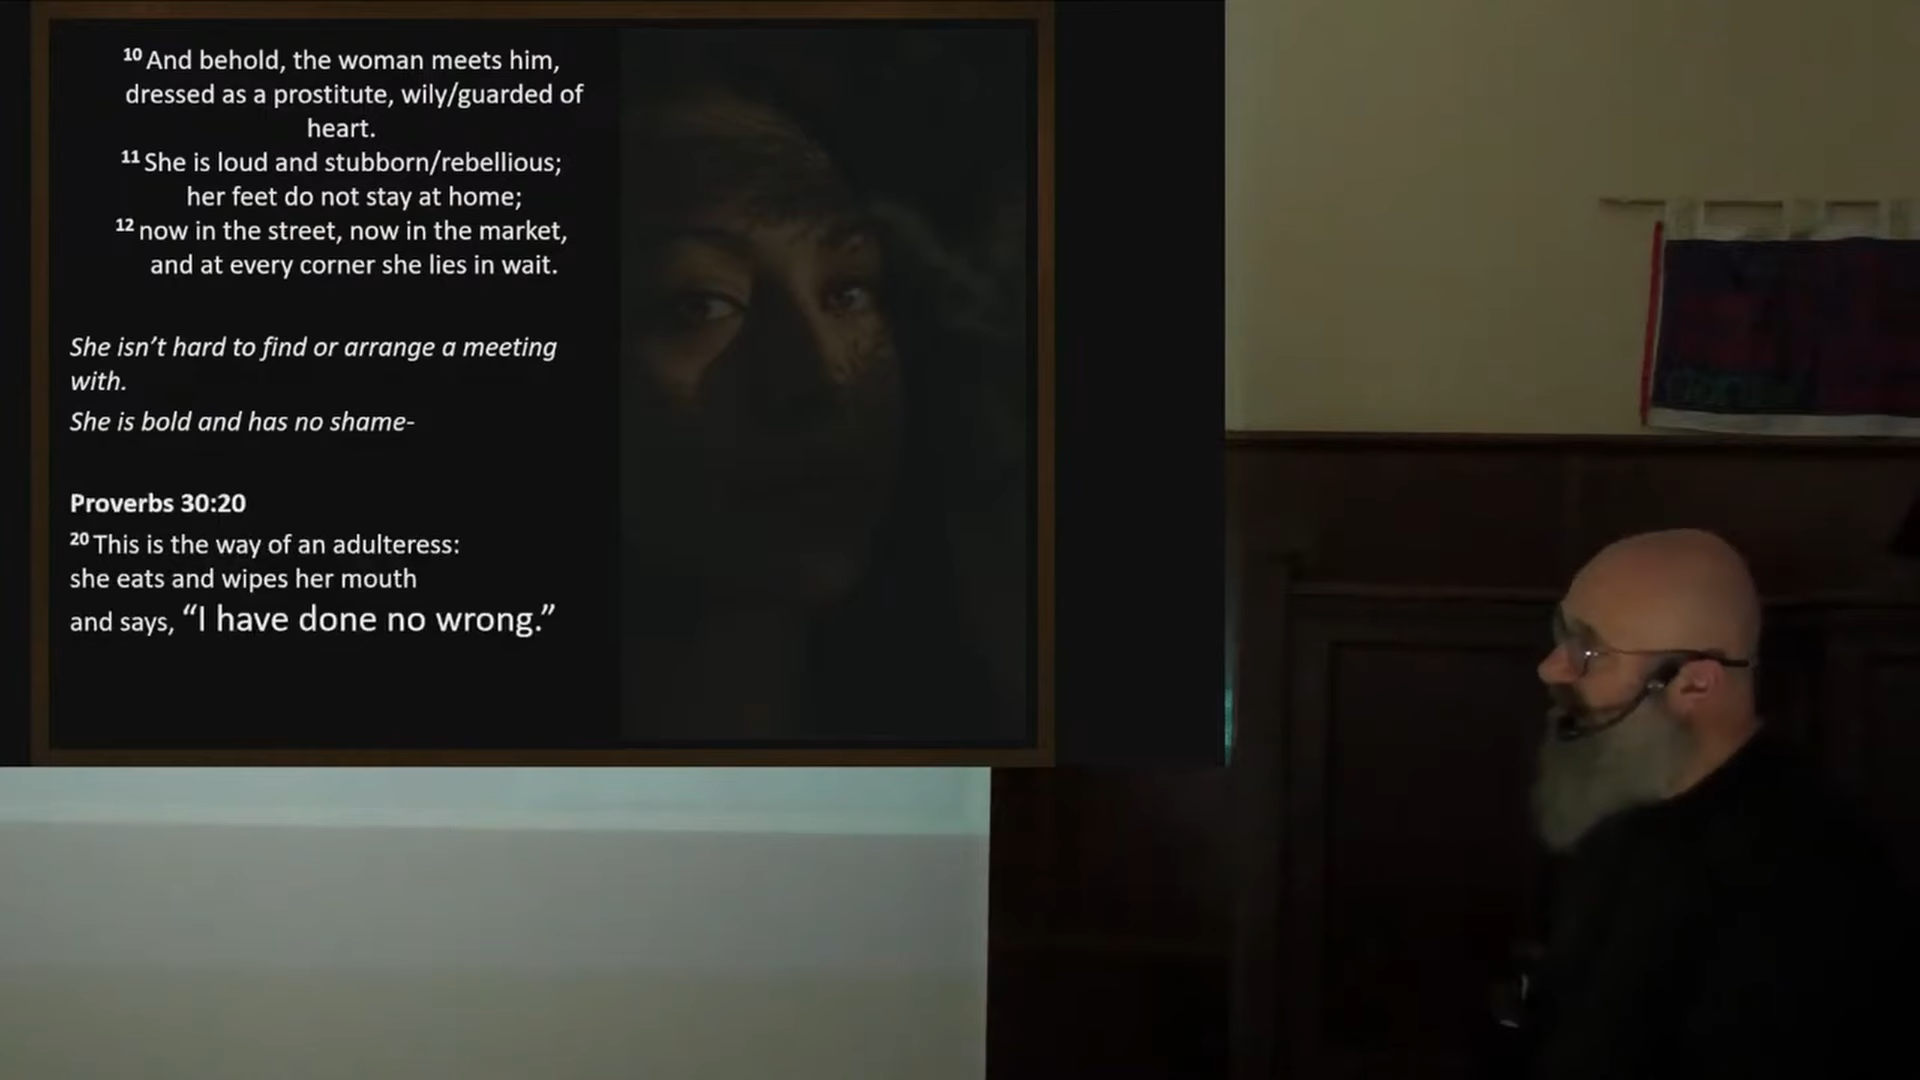 10 And behold, the woman meets him,
dressed as a prostitute, wily/guarded of
heart.
11 She is loud and stubborn/rebellious;
her feet do not stay at home;
12 now in the street, now in the market,
and at every corner she lies in wait.
She isn’t hard to find or arrange a meeting
with.
She is bold and has no shame-
Proverbs 30:20
20 This is the way of an adulteress:
she eats and wipes her mouth
and says, “I have done no wrong.”